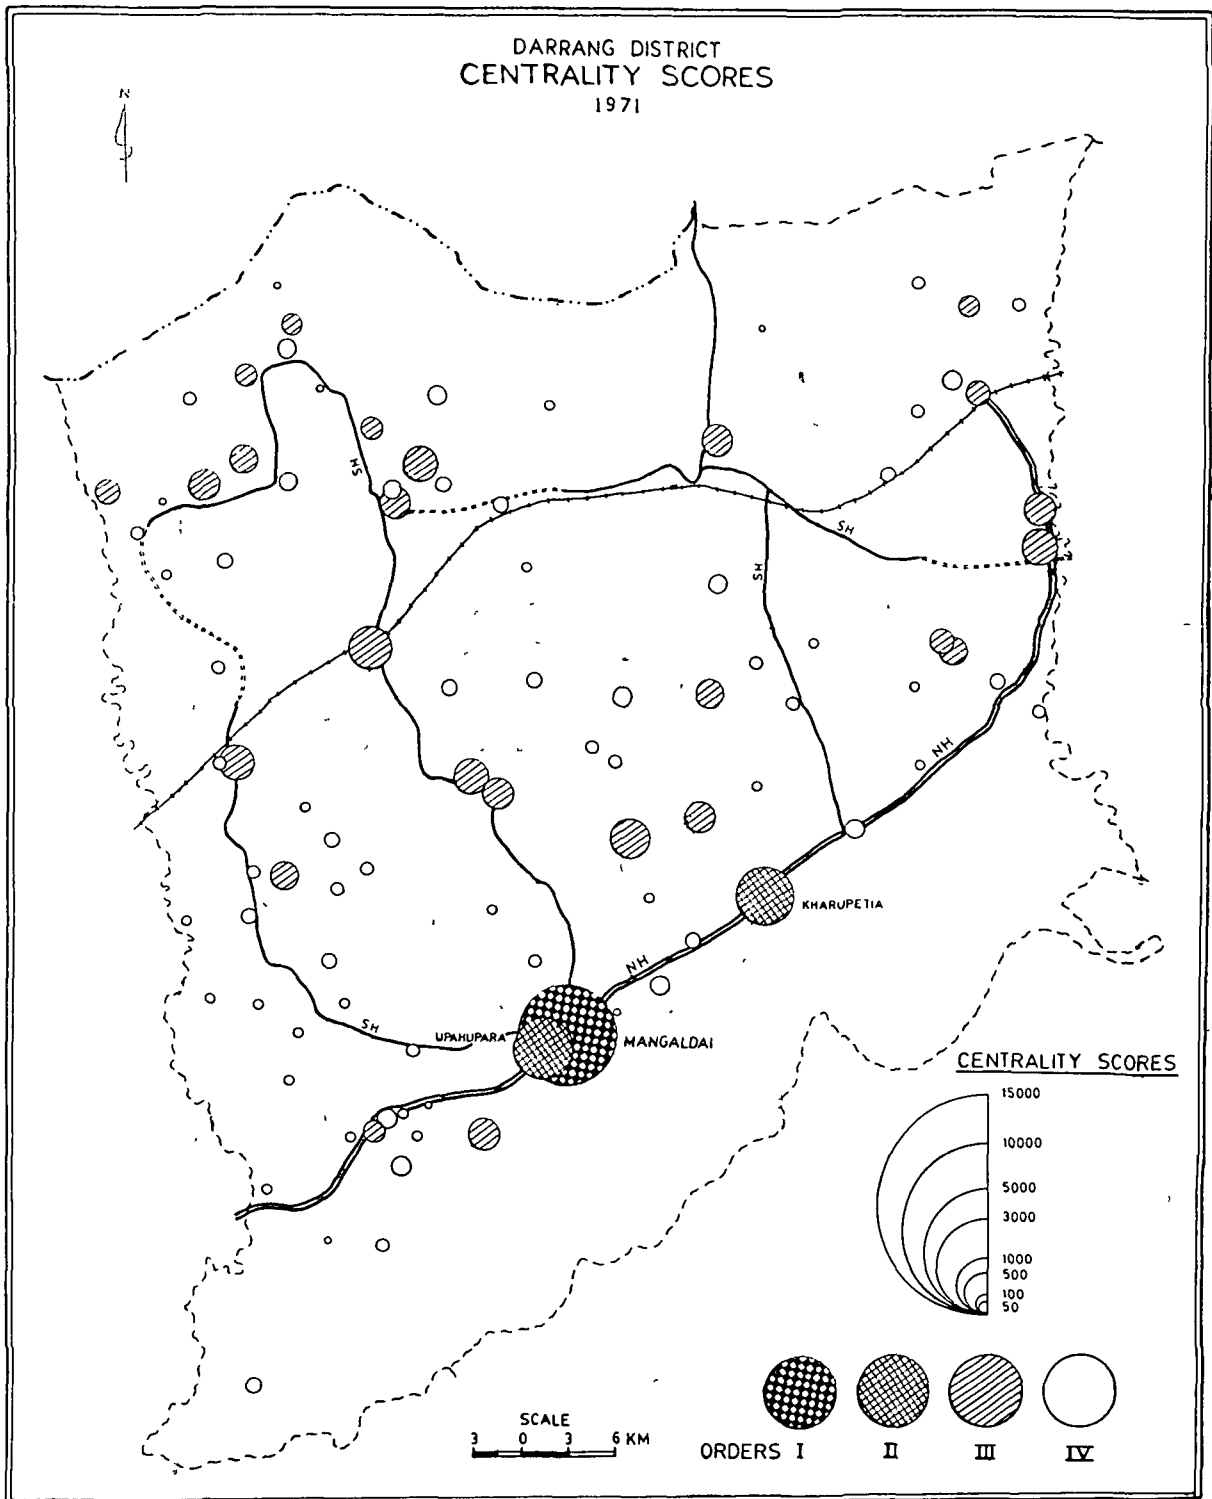 DARRANG DISTRICT
CENTRALITY SCORES
1971
N
SH
SH
SH
NH
KHARUPETIA
NH
SH
UPAHUPARA
MANGALDAI
CENTRALITY SCORES
15000
10000
5000
3000
1000
500
100
50
SCALE
3 0 3 6 KM
ORDERS I II III IV